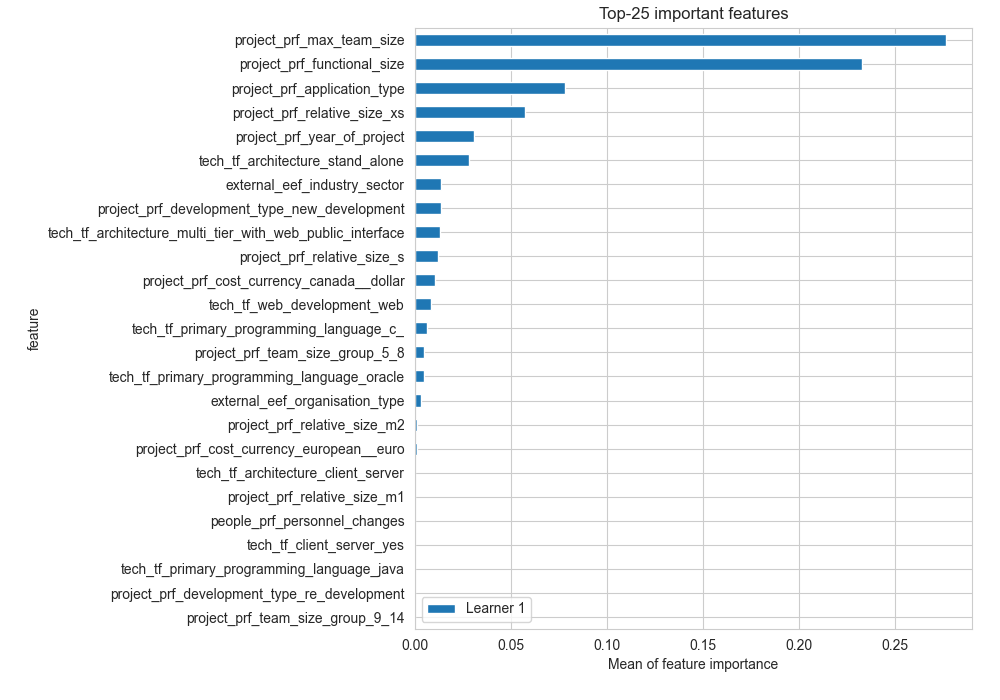 Top-25 important features
project_prf_max_team_size
project_prf_functional_size
project_prf_application_type
project_prf_relative_size_xs
project_prf_year_of_project
tech_tf_architecture_stand_alone
external_eef_industry_sector
project_prf_development_type_new_development
tech_tf_architecture_multi_tier_with_web_public_interface
project_prf_relative_size_s
project_prf_cost_currency_canada__dollar
tech_tf_web_development_web
tech_tf_primary_programming_language_c_
project_prf_team_size_group_5_8
tech_tf_primary_programming_language_oracle
external_eef_organisation_type
project_prf_relative_size_m2
project_prf_cost_currency_european__euro
tech_tf_architecture_client_server
project_prf_relative_size_m1
people_prf_personnel_changes
tech_tf_client_server_yes
tech_tf_primary_programming_language_java
project_prf_development_type_re_development
project_prf_team_size_group_9_14
feature
Learner 1
0.00 0.05 0.10 0.15 0.20 0.25
Mean of feature importance